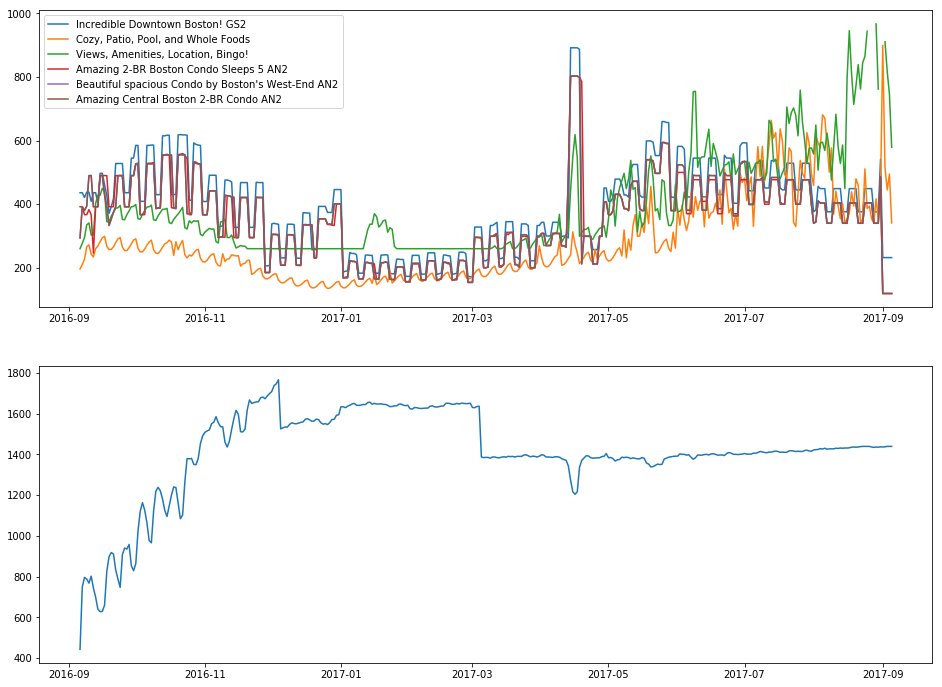 1000
800
600
400
200
Incredible Downtown Boston! GS2
Cozy, Patio, Pool, and Whole Foods
Views, Amenities, Location, Bingo!
Amazing 2-BR Boston Condo Sleeps 5 AN2
Beautiful spacious Condo by Boston's West-End AN2
Amazing Central Boston 2-BR Condo AN2
2016-09 2016-11 2017-01 2017-03 2017-05 2017-07 2017-09
1800
1600
1400
1200
1000
800
600
400
2016-09 2016-11 2017-01 2017-03 2017-05 2017-07 2017-09